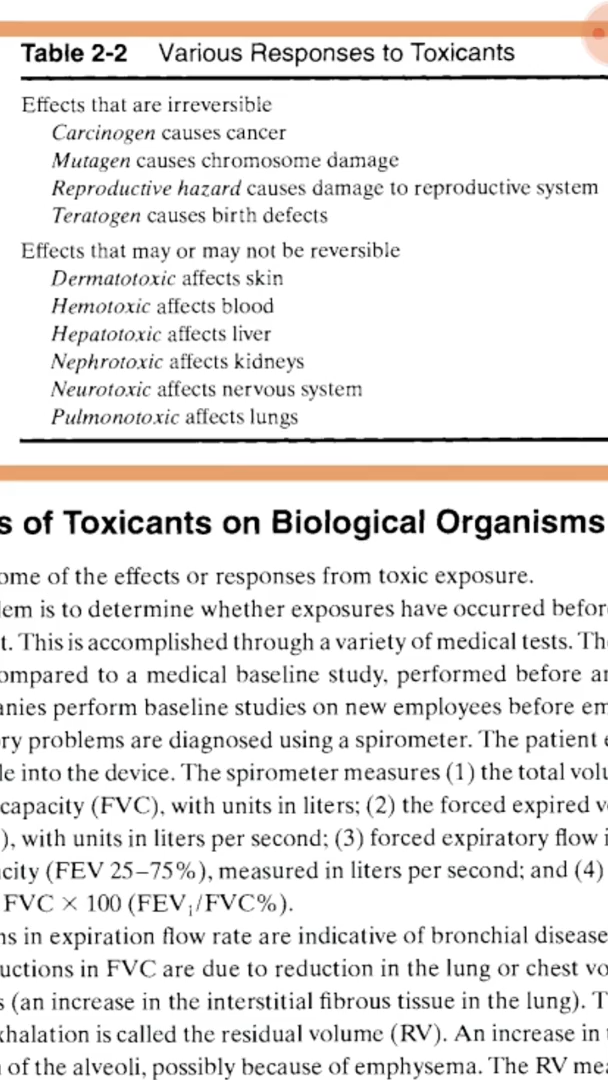 Table 2-2 Various Responses to Toxicants
Effects that are irreversible
Carcinogen causes cancer
Mutagen causes chromosome damage
Reproductive hazard causes damage to reproductive system
Teratogen causes birth defects
Effects that may or may not be reversible
Dermatotoxic affects skin
Hemotoxic affects blood
Hepatotoxic affects liver
Nephrotoxic affects kidneys
Neurotoxic affects nervous system
Pulmonotoxic affects lungs
s of Toxicants on Biological Organisms
ome of the effects or responses from toxic exposure.
lem is to determine whether exposures have occurred befor
t. This is accomplished through a variety of medical tests. Th
ompared to a medical baseline study, performed before an
anies perform baseline studies on new employees before em
ry problems are diagnosed using a spirometer. The patient e
le into the device. The spirometer measures (1) the total volu
capacity (FVC), with units in liters; (2) the forced expired v
), with units in liters per second; (3) forced expiratory flow i
city (FEV 25–75%), measured in liters per second; and (4)
FVC × 100 (FEV₁/FVC%).
ns in expiration flow rate are indicative of bronchial disease
uctions in FVC are due to reduction in the lung or chest vo
s (an increase in the interstitial fibrous tissue in the lung). T
xhalation is called the residual volume (RV). An increase in t
of the alveoli, possibly because of emphysema. The RV mea